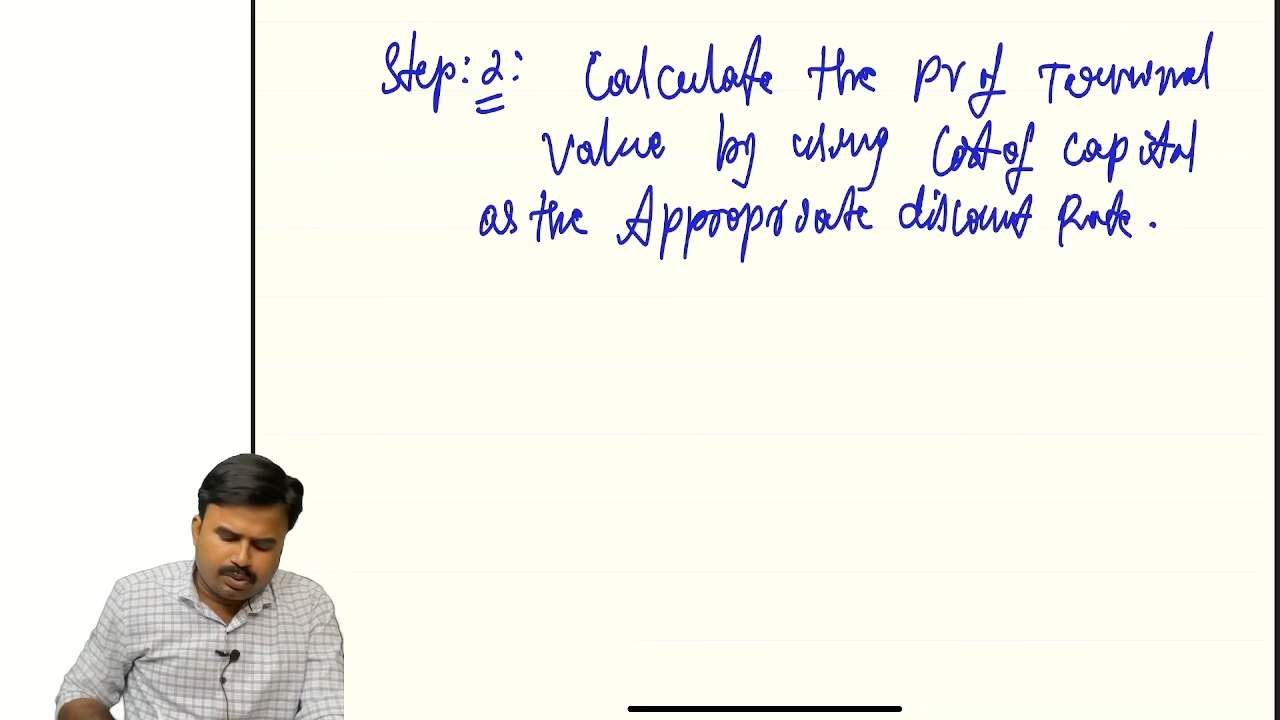 Step: 2: Calculate the PV of Terminal
Value by using Cost of capital
as the Appropriate discount Rate.